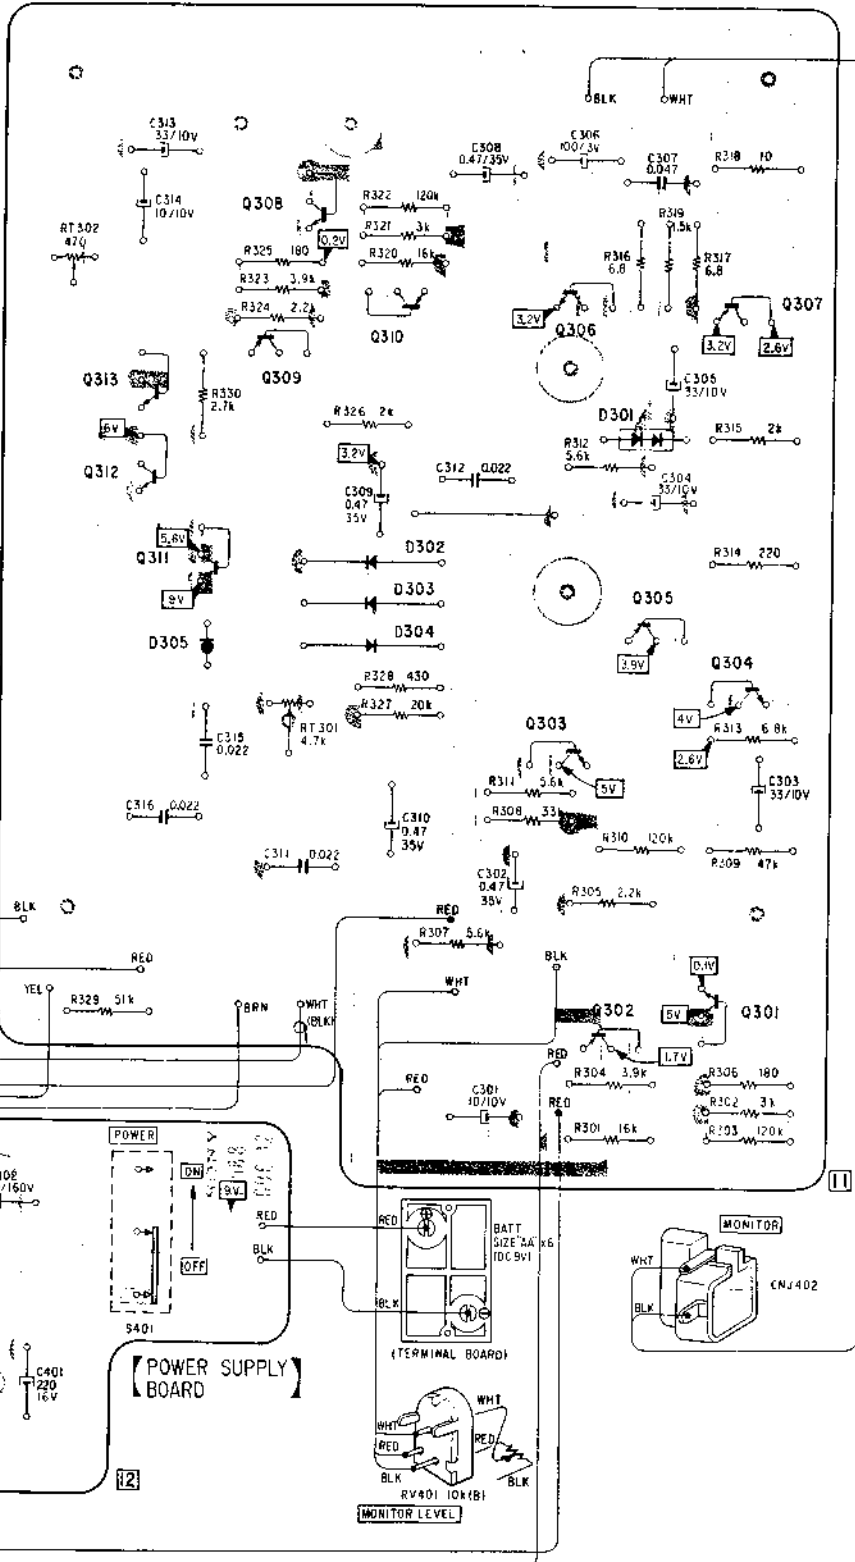 BLK
WHT
C313
33/10V
C308
0.47/35V
C306
100/3V
C307
0.047
R318 10
C314
10/10V
Q308
R322 120k
R319
1.5k
RT302
470
R321 3k
0.2V
R325 180
R320 16k
R316
6.8
R317
6.8
R323 3.9k
R324 2.2k
Q307
3.2V
Q306
Q310
3.2V
2.6V
Q313
Q309
R330
2.7k
C305
33/10V
R326 2k
D301
6V
R312
5.6k
R315 2k
3.2V
Q312
C312 0.022
C309
0.47
35V
C304
33/10V
5.6V
Q311
D302
R314 220
9V
D303
Q305
D305
D304
3.9V
Q304
R328 430
R327 20k
4V
Q303
R313 6.8k
C315
0.022
RT301
4.7k
2.6V
R311 5.6k
5V
C303
33/10V
C316 0.022
R308 33k
C310
0.47
35V
R310 120k
R309 47k
C311 0.022
C302
0.47
35V
R305 2.2k
BLK
RED
R307 5.6k
RED
BLK
0.1V
YEL
WHT
R329 51k
BRN
WHT
(BLK)
Q302
5V
Q301
1.7V
RED
RED
R304 3.9k
R306 180
C301
10/10V
RED
R302 3k
R301 16k
R303 120k
POWER
SONY
/160V
ON
9V
11
RED
RED
BATT
SIZE "AA" x6
(DC 9V)
MONITOR
BLK
WHT
OFF
CNJ402
BLK
BLK
S401
(TERMINAL BOARD)
C401
220
16V
【POWER SUPPLY
BOARD】
WHT
WHT
RED
RED
BLK
BLK
12
RV401 10k(B)
MONITOR LEVEL